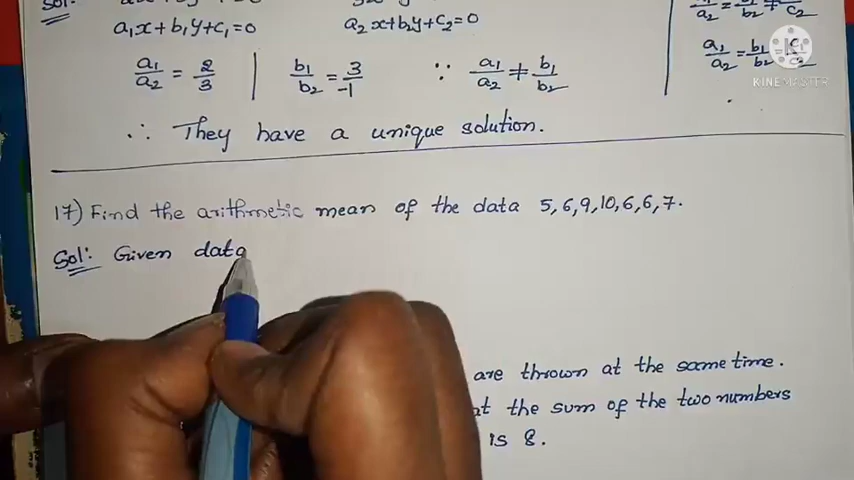 Sol:
a₁x+b₁y+c₁=0 a₂x+b₂y+c₂=0
a₁/a₂ = 2/3 b₁/b₂ = 3/-1 ∵ a₁/a₂ ≠ b₁/b₂
a₁/a₂ = b₁/b₂ ≠ c₁/c₂
KINEMASTER
∴ They have a unique solution.
17) Find the arithmetic mean of the data 5,6,9,10,6,6,7.
Sol: Given data
are thrown at the same time.
the sum of the two numbers
is 8.